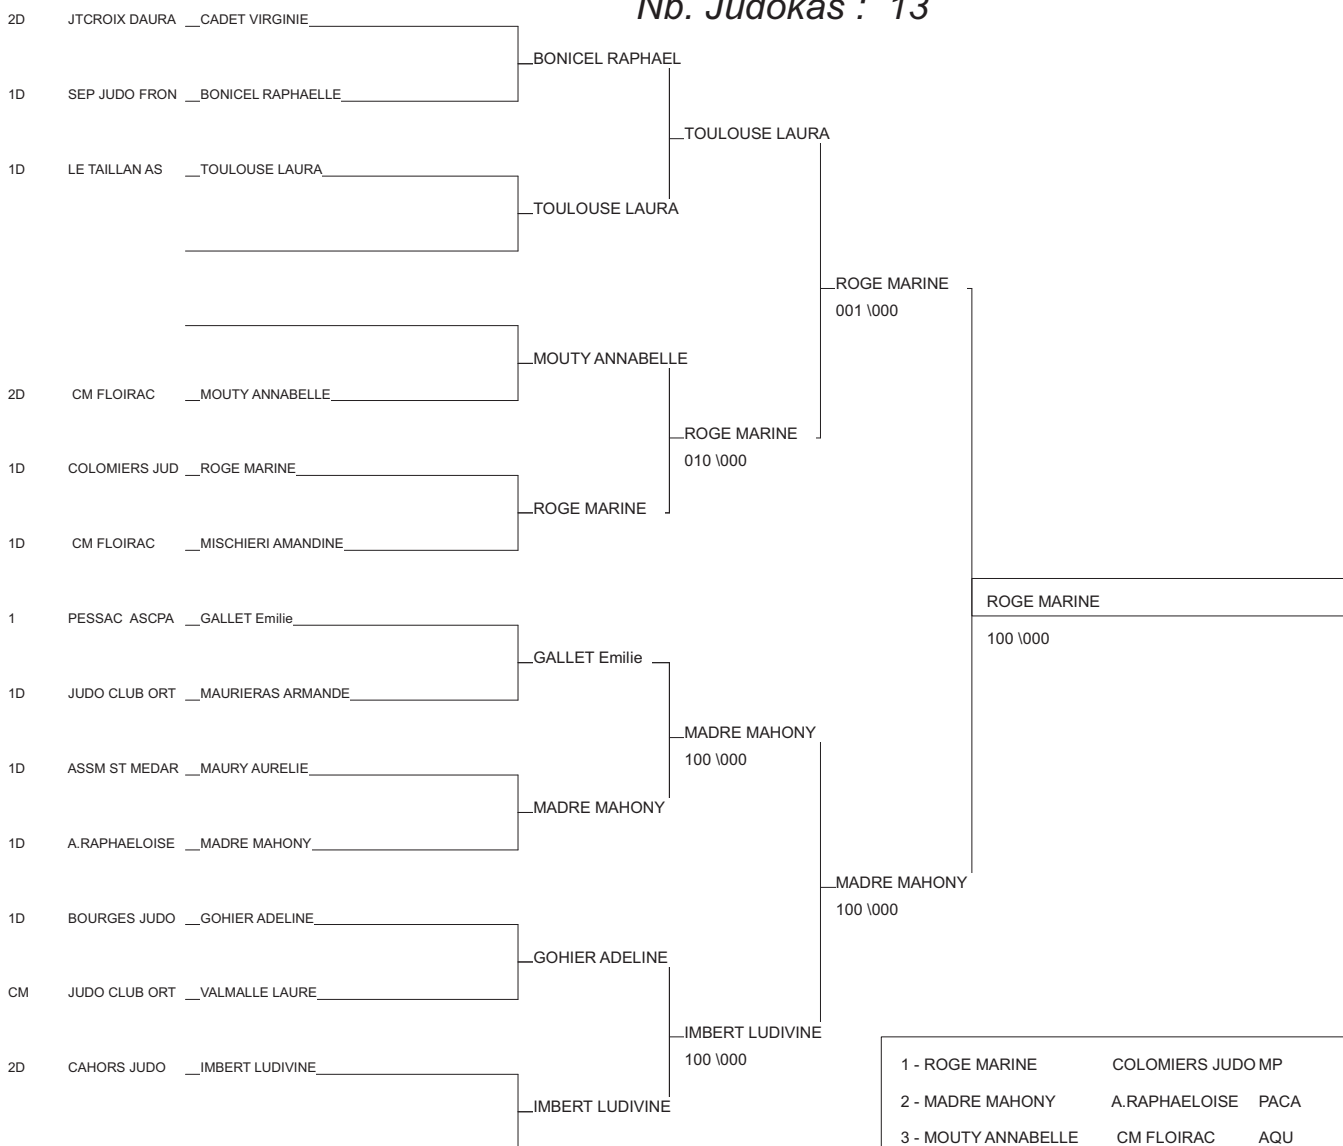 Nb. Judokas : 13
2D JTCROIX DAURA CADET VIRGINIE
BONICEL RAPHAEL
1D SEP JUDO FRON BONICEL RAPHAELLE
TOULOUSE LAURA
1D LE TAILLAN AS TOULOUSE LAURA
TOULOUSE LAURA
ROGE MARINE
001 \000
MOUTY ANNABELLE
2D CM FLOIRAC MOUTY ANNABELLE
ROGE MARINE
010 \000
1D COLOMIERS JUD ROGE MARINE
ROGE MARINE
1D CM FLOIRAC MISCHIERI AMANDINE
ROGE MARINE
100 \000
1 PESSAC ASCPA GALLET Emilie
GALLET Emilie
1D JUDO CLUB ORT MAURIERAS ARMANDE
MADRE MAHONY
100 \000
1D ASSM ST MEDAR MAURY AURELIE
MADRE MAHONY
1D A.RAPHAELOISE MADRE MAHONY
MADRE MAHONY
100 \000
1D BOURGES JUDO GOHIER ADELINE
GOHIER ADELINE
CM JUDO CLUB ORT VALMALLE LAURE
IMBERT LUDIVINE
100 \000
2D CAHORS JUDO IMBERT LUDIVINE
IMBERT LUDIVINE
1 - ROGE MARINE COLOMIERS JUDO MP
2 - MADRE MAHONY A.RAPHAELOISE PACA
3 - MOUTY ANNABELLE CM FLOIRAC AQU